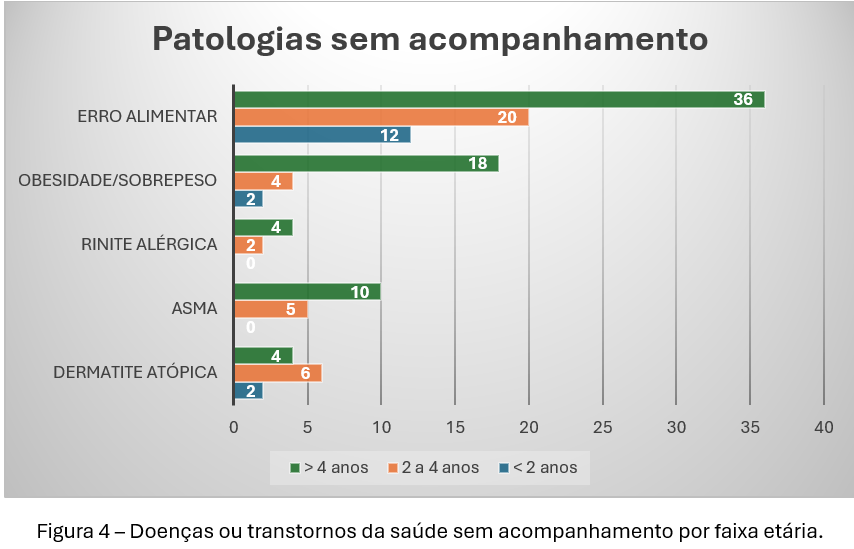 Patologias sem acompanhamento
ERRO ALIMENTAR
36
20
12
OBESIDADE/SOBREPESO
18
4
2
RINITE ALÉRGICA
4
2
0
ASMA
10
5
0
DERMATITE ATÓPICA
4
6
2
0 5 10 15 20 25 30 35 40
> 4 anos 2 a 4 anos < 2 anos
Figura 4 – Doenças ou transtornos da saúde sem acompanhamento por faixa etária.